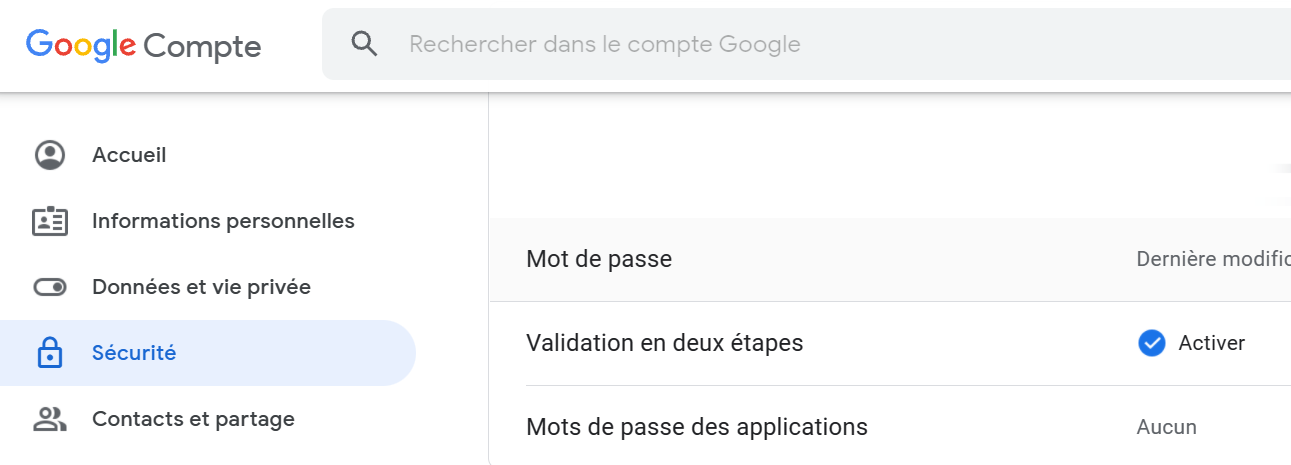 Google Compte
Rechercher dans le compte Google
Accueil
Informations personnelles
Données et vie privée
Sécurité
Contacts et partage
Mot de passe
Dernière
Validation en deux étapes
Activer
Mots de passe des applications
Aucun